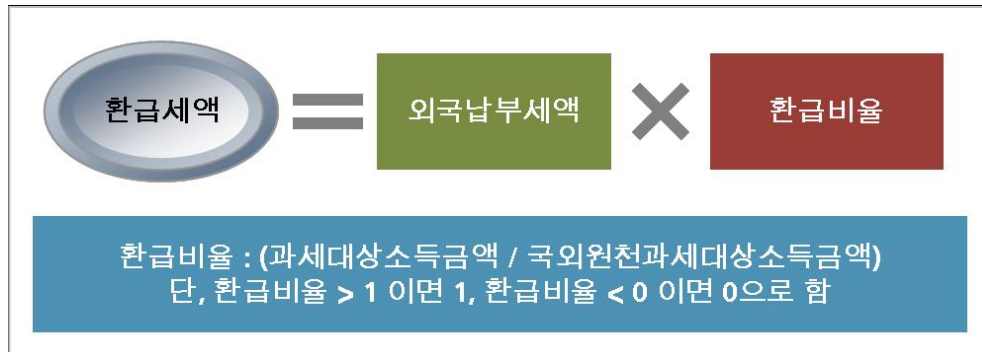 환급세액 = 외국납부세액 × 환급비율
환급비율 : (과세대상소득금액 / 국외원천과세대상소득금액)
단, 환급비율 > 1 이면 1, 환급비율 < 0 이면 0으로 함